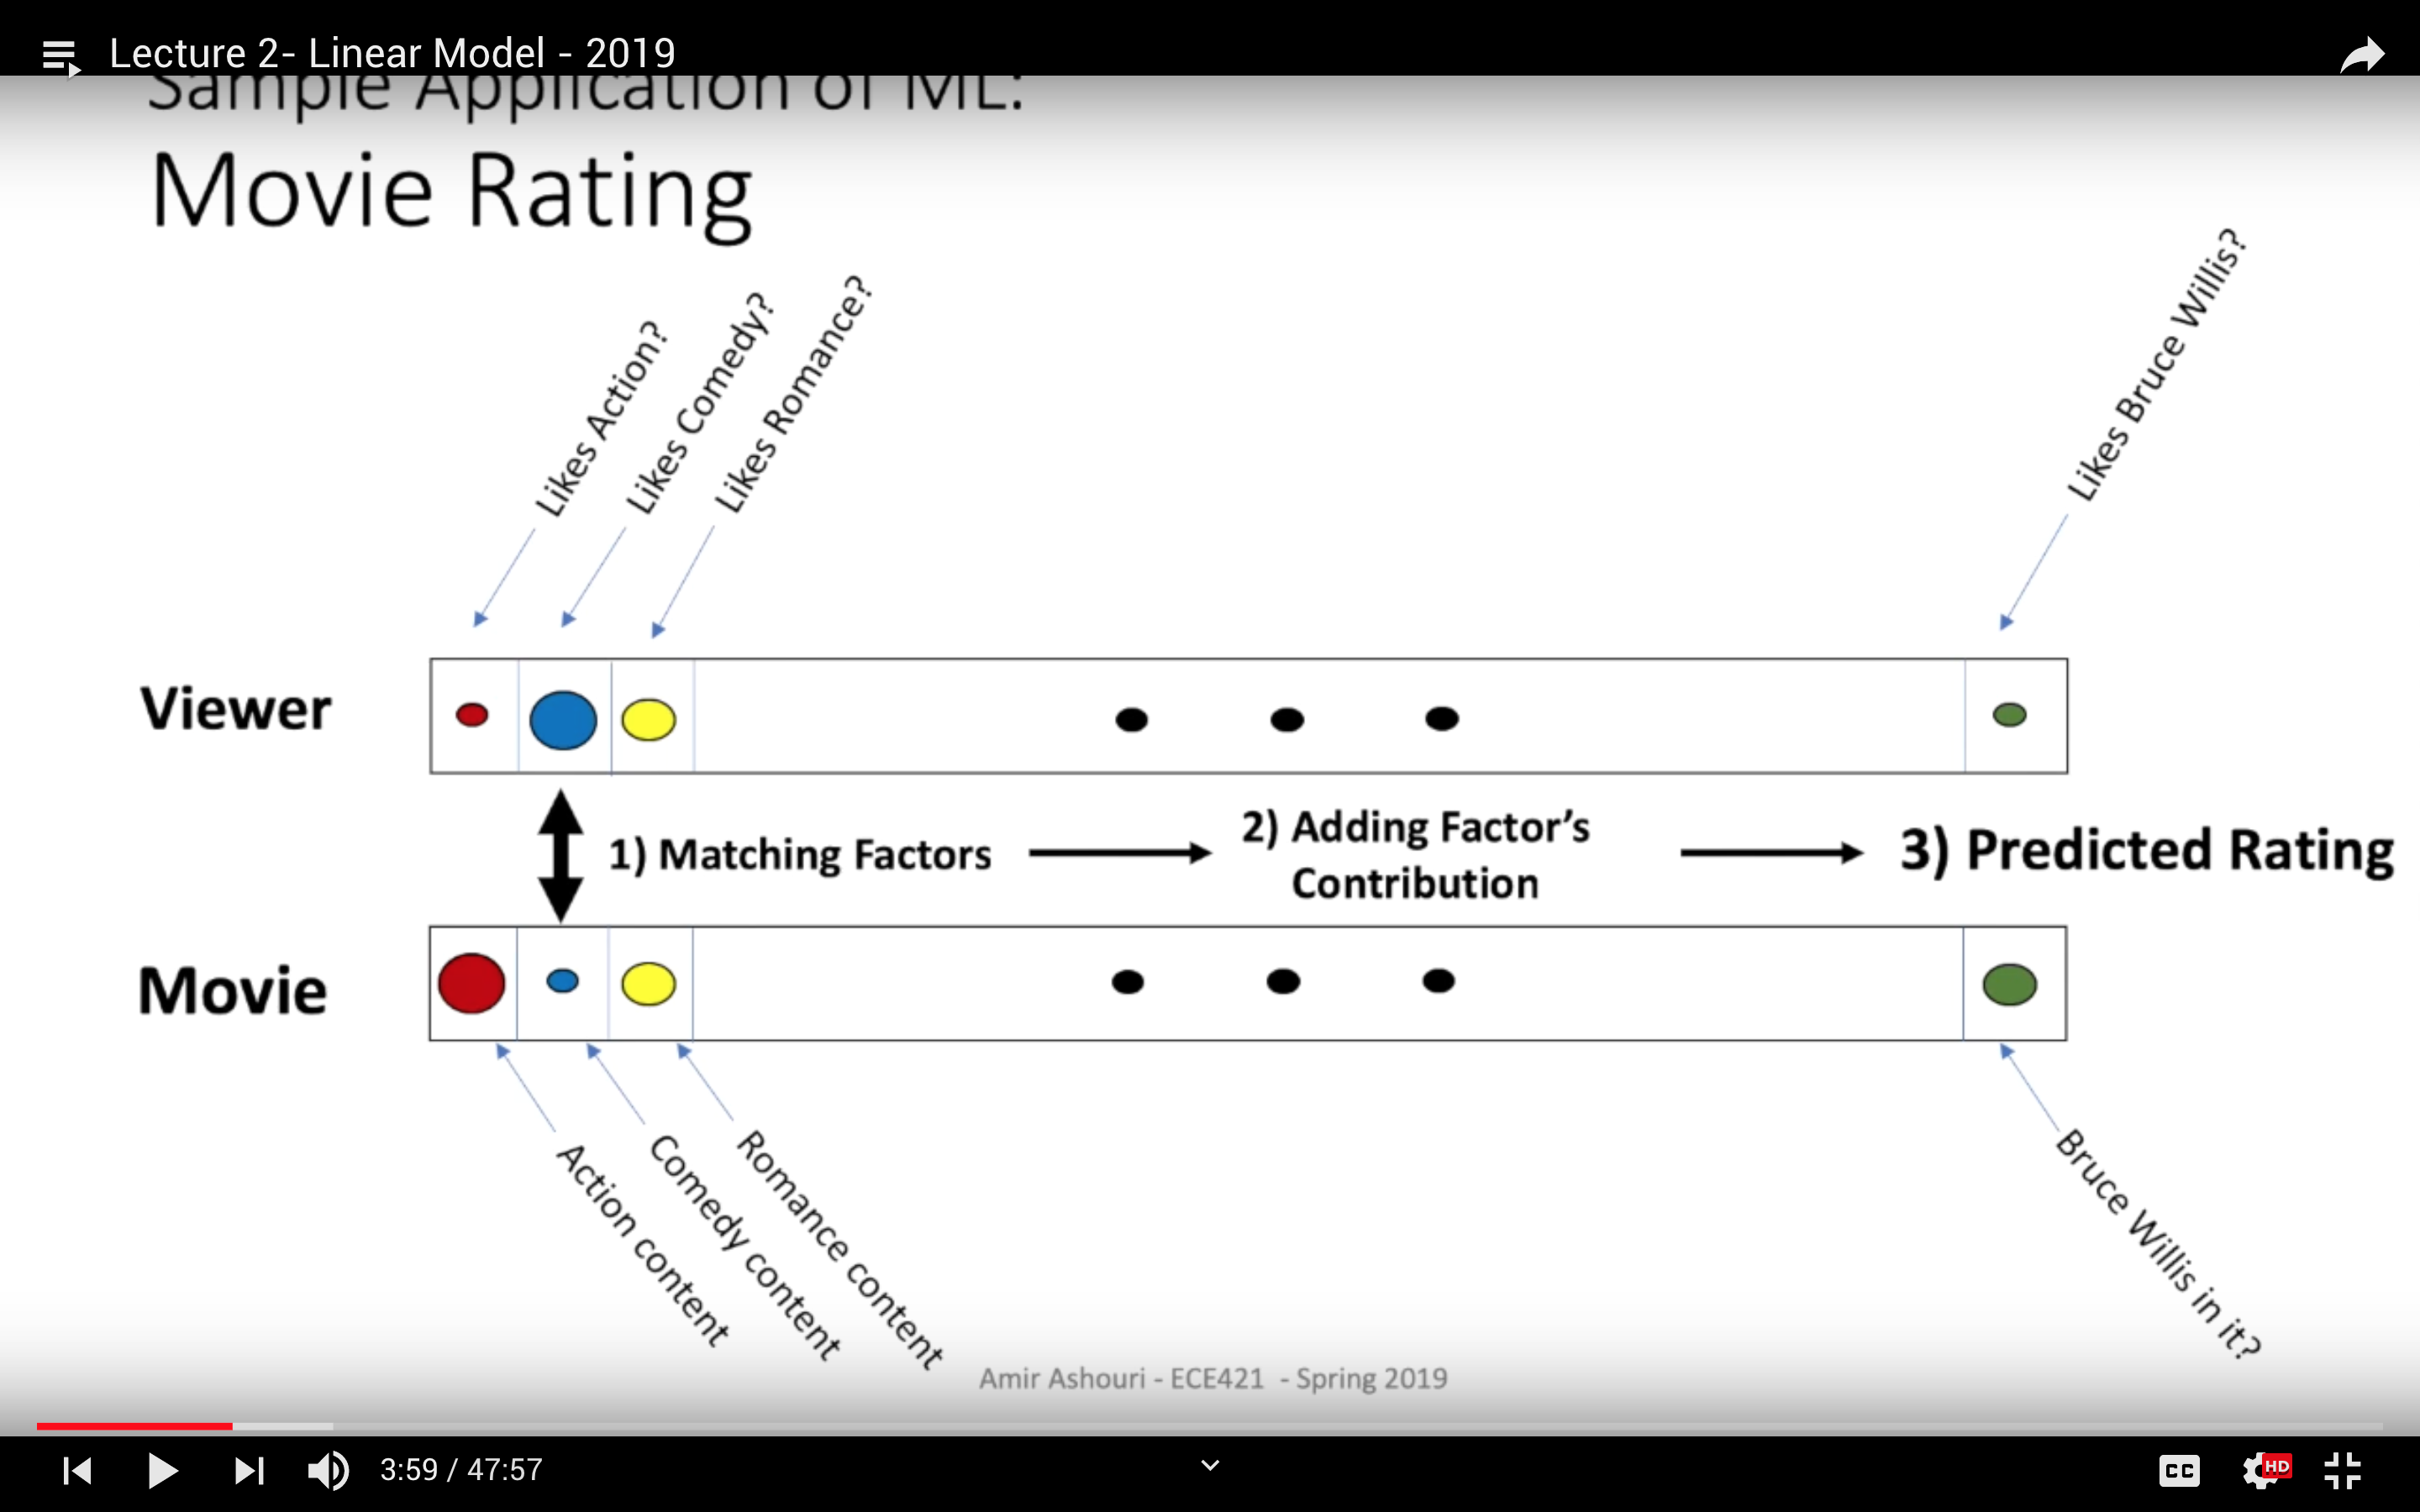 Lecture 2- Linear Model - 2019
Sample Application of ML:
Movie Rating
Likes Action?
Likes Comedy?
Likes Romance?
Likes Bruce Willis?
Viewer
1) Matching Factors
2) Adding Factor's
Contribution
3) Predicted Rating
Movie
Action content
Comedy content
Romance content
Bruce Willis in it?
Amir Ashouri - ECE421 - Spring 2019
3:59 / 47:57
CC
HD